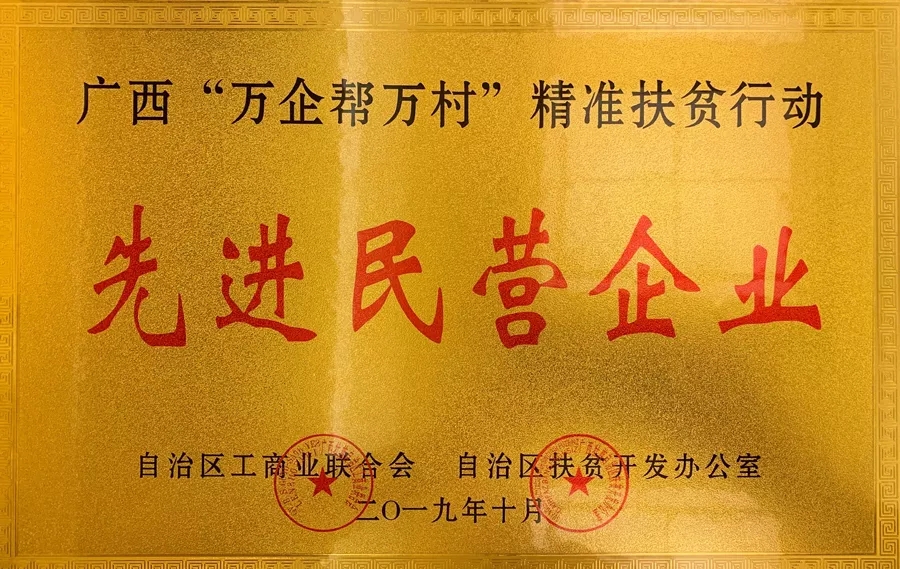 广西“万企帮万村”精准扶贫行动
先进民营企业
自治区工商业联合会 自治区扶贫开发办公室
二〇一九年十月